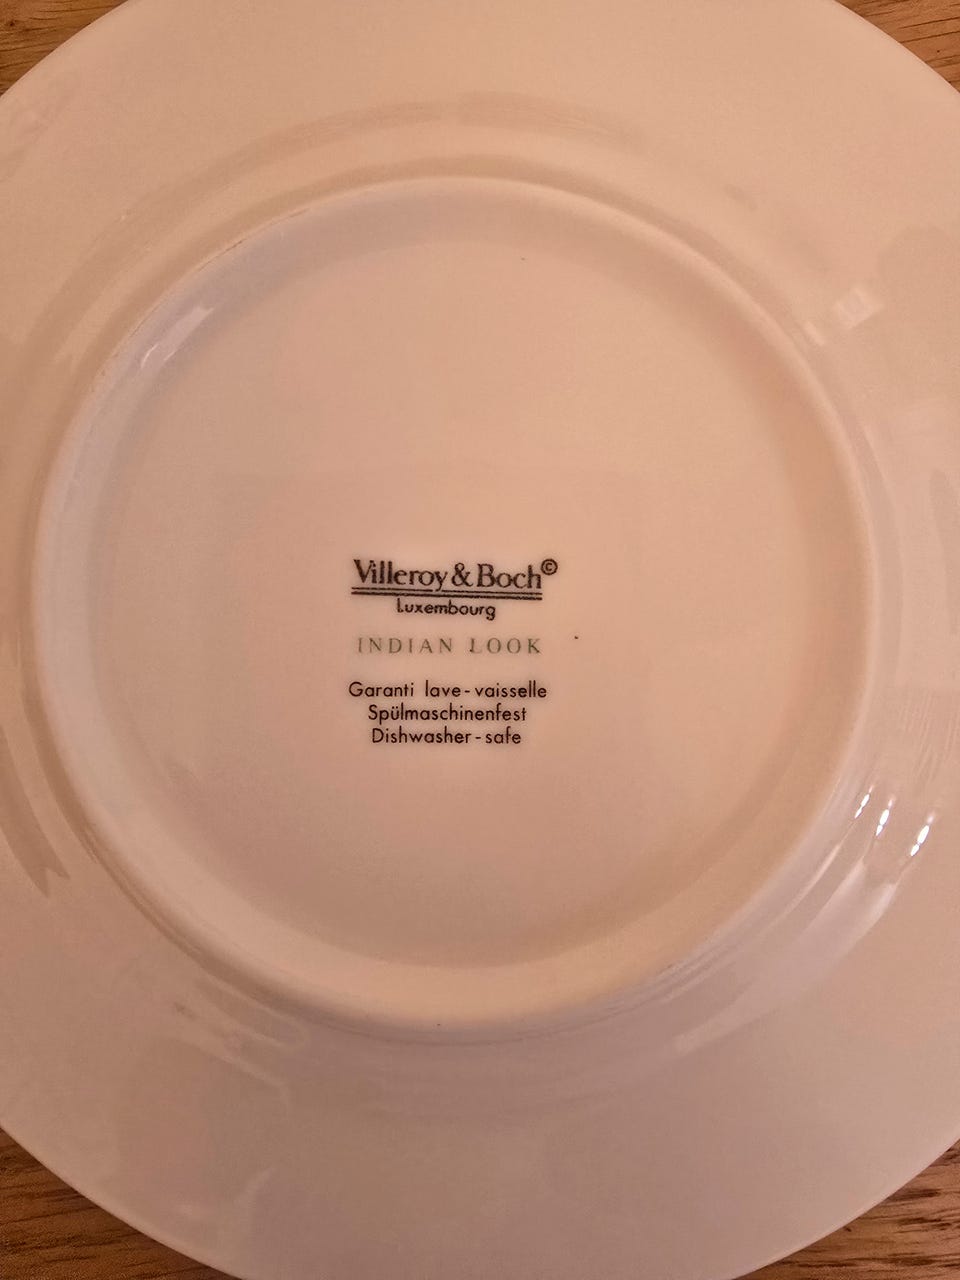 Villeroy & Boch©
Luxembourg
INDIAN LOOK
Garanti lave-vaisselle
Spülmaschinenfest
Dishwasher-safe